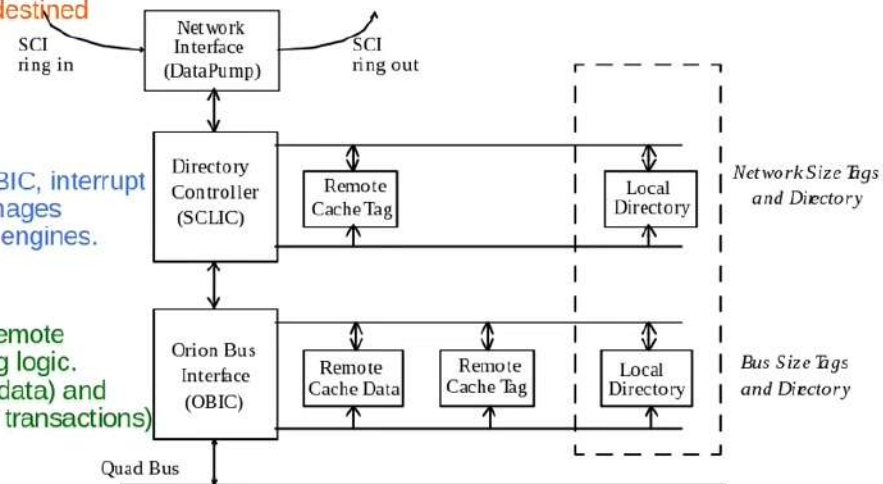 destined
SCI
ring in
Network
Interface
(DataPump)
SCI
ring out
BIC, interrupt
nages
engines.
Directory
Controller
(SCLIC)
Remote
Cache Tag
Local
Directory
Network Size Tags
and Directory
emote
g logic.
data) and
transactions)
Orion Bus
Interface
(OBIC)
Remote
Cache Data
Remote
Cache Tag
Local
Directory
Bus Size Tags
and Directory
Quad Bus